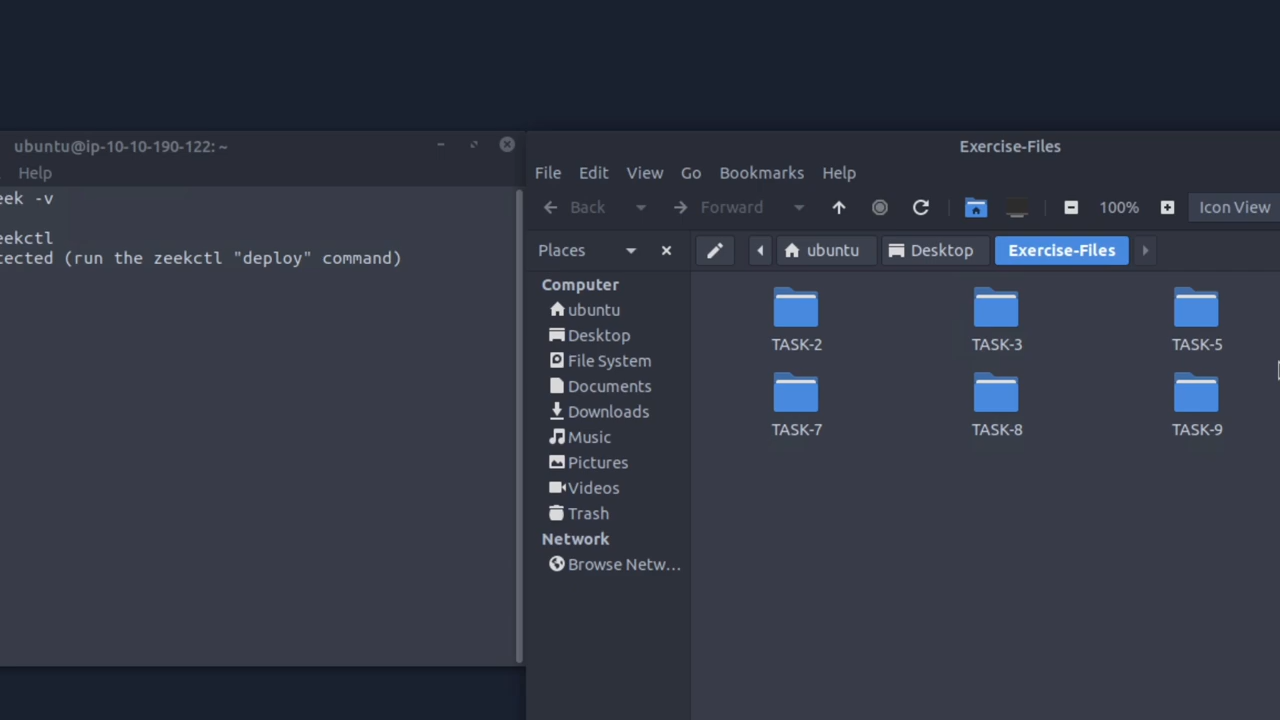 ubuntu@ip-10-10-190-122: ~
Help
eek -v
eekctl
ected (run the zeekctl "deploy" command)
Exercise-Files
File Edit View Go Bookmarks Help
Back Forward 100% Icon View
Places ubuntu Desktop Exercise-Files
Computer
ubuntu
Desktop
File System
Documents
Downloads
Music
Pictures
Videos
Trash
Network
Browse Netw...
TASK-2 TASK-3 TASK-5
TASK-7 TASK-8 TASK-9